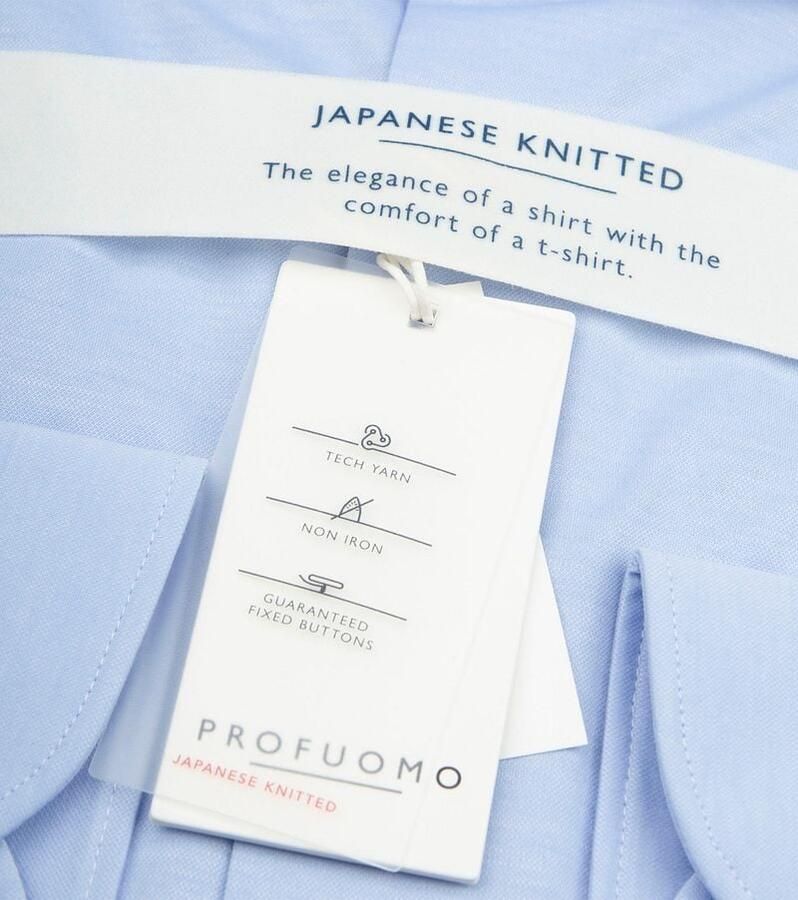 JAPANESE KNITTED
The elegance of a shirt with the
comfort of a t-shirt.
TECH YARN
NON IRON
GUARANTEED
FIXED BUTTONS
PROFUOMO
JAPANESE KNITTED